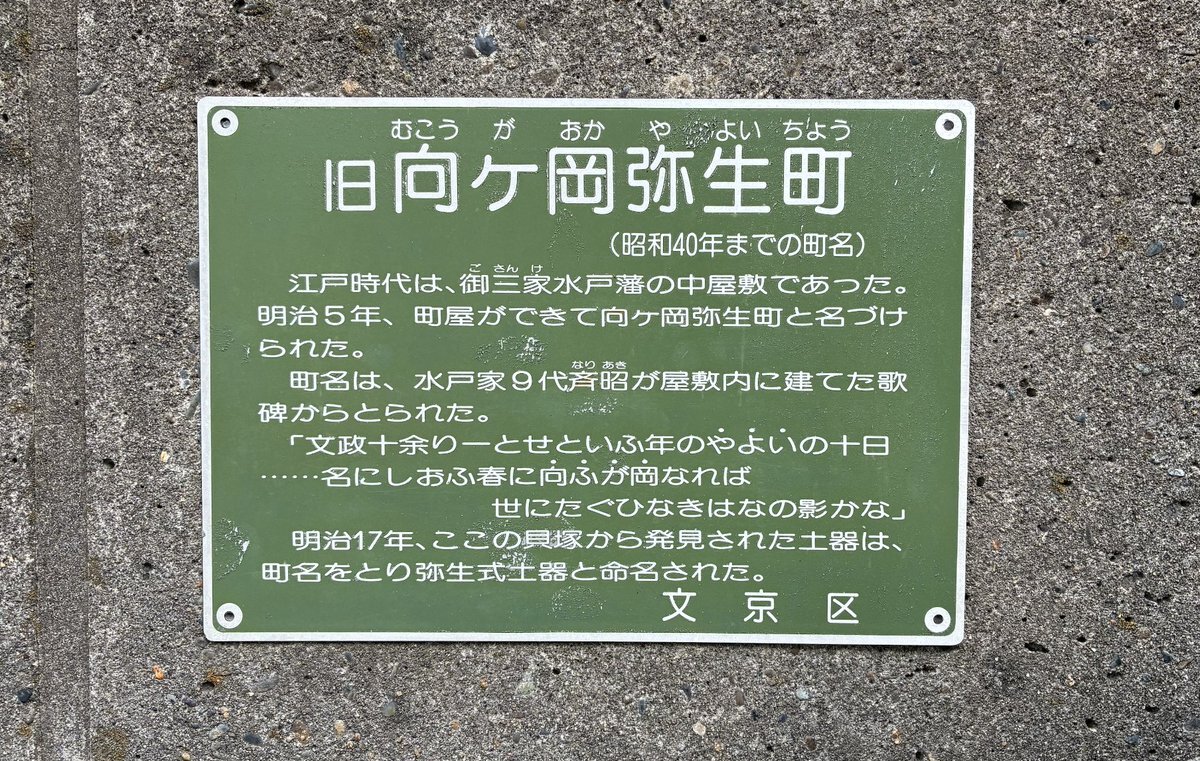 むこう が おか や よい ちょう
旧向ケ岡弥生町
（昭和40年までの町名）
ご さん け
江戸時代は、御三家水戸藩の中屋敷であった。
明治５年、町屋ができて向ヶ岡弥生町と名づけ
られた。
なり あき
町名は、水戸家９代斉昭が屋敷内に建てた歌
碑からとられた。
「文政十余り一とせといふ年のやよいの十日
……名にしおふ春に向ふが岡なれば
世にたぐひなきはなの影かな」
明治17年、ここの貝塚から発見された土器は、
町名をとり弥生式土器と命名された。
文京区